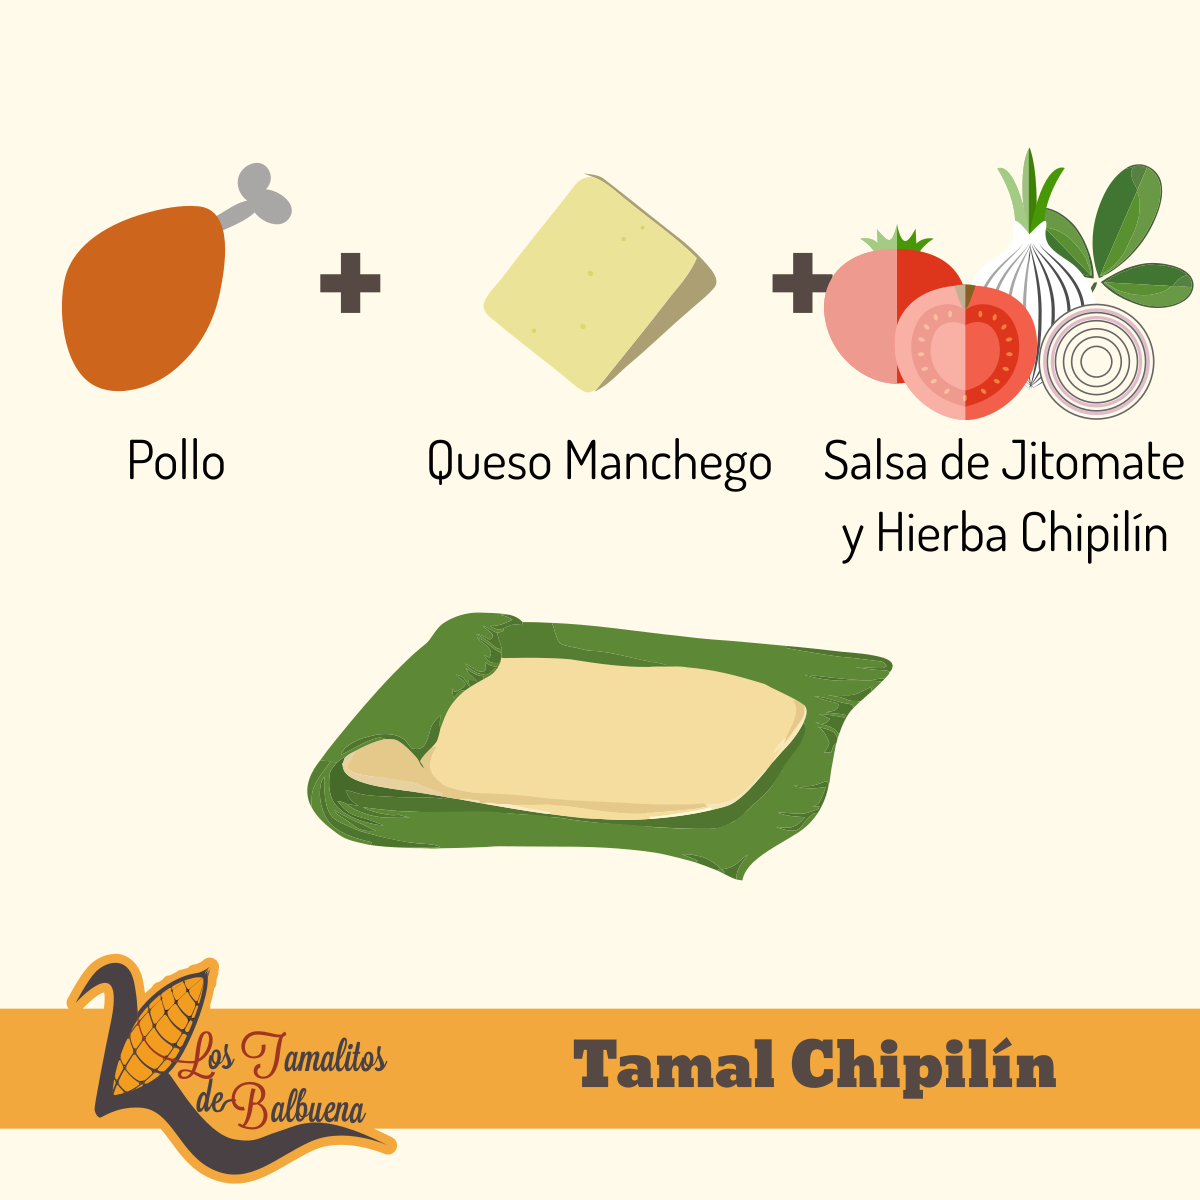 Pollo
Queso Manchego
Salsa de Jitomate
y Hierba Chipilín
Los Tamalitos
de Balbuena
Tamal Chipilín